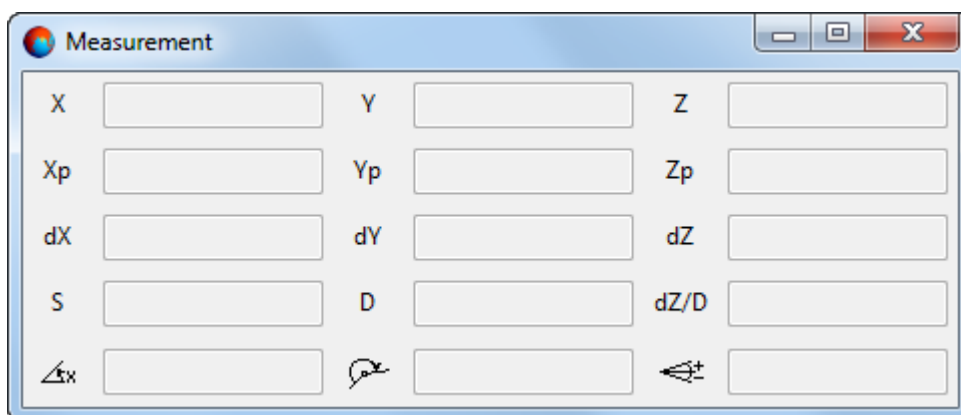 Measurement
X Y Z
Xp Yp Zp
dX dY dZ
S D dZ/D
x